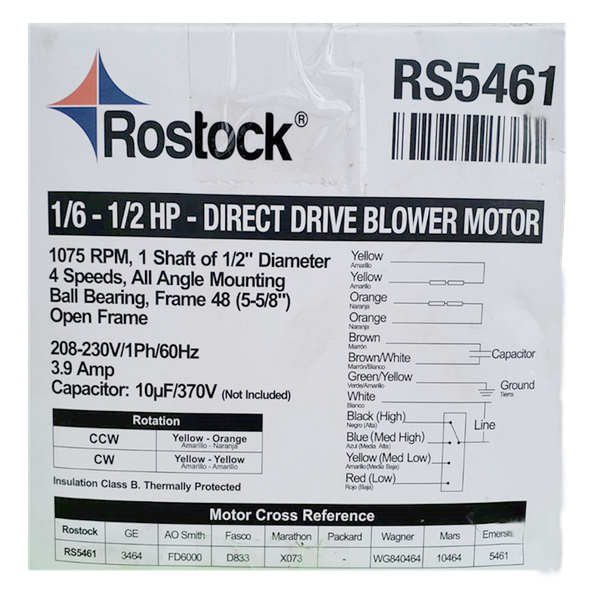 Rostock®
RS5461
1/6 - 1/2 HP - DIRECT DRIVE BLOWER MOTOR
1075 RPM, 1 Shaft of 1/2" Diameter
4 Speeds, All Angle Mounting
Ball Bearing, Frame 48 (5-5/8")
Open Frame
208-230V/1Ph/60Hz
3.9 Amp
Capacitor: 10µF/370V (Not Included)
Rotation
CCW Yellow - Orange
Amarillo - Naranja
CW Yellow - Yellow
Amarillo - Amarillo
Insulation Class B. Thermally Protected
Yellow
Amarillo
Yellow
Amarillo
Orange
Naranja
Orange
Naranja
Brown
Marrón
Brown/White
Marrón/Blanco
Capacitor
Green/Yellow
Verde/Amarillo
Ground
Tierra
White
Blanco
Black (High)
Negro (Alta)
Line
Blue (Med High)
Azul (Media Alta)
Yellow (Med Low)
Amarillo (Media Baja)
Red (Low)
Rojo (Baja)
Motor Cross Reference
Rostock GE AO Smith Fasco Marathon Packard Wagner Mars
RS5461 3464 FD6000 D833 X073 - WG840464 10464 5461